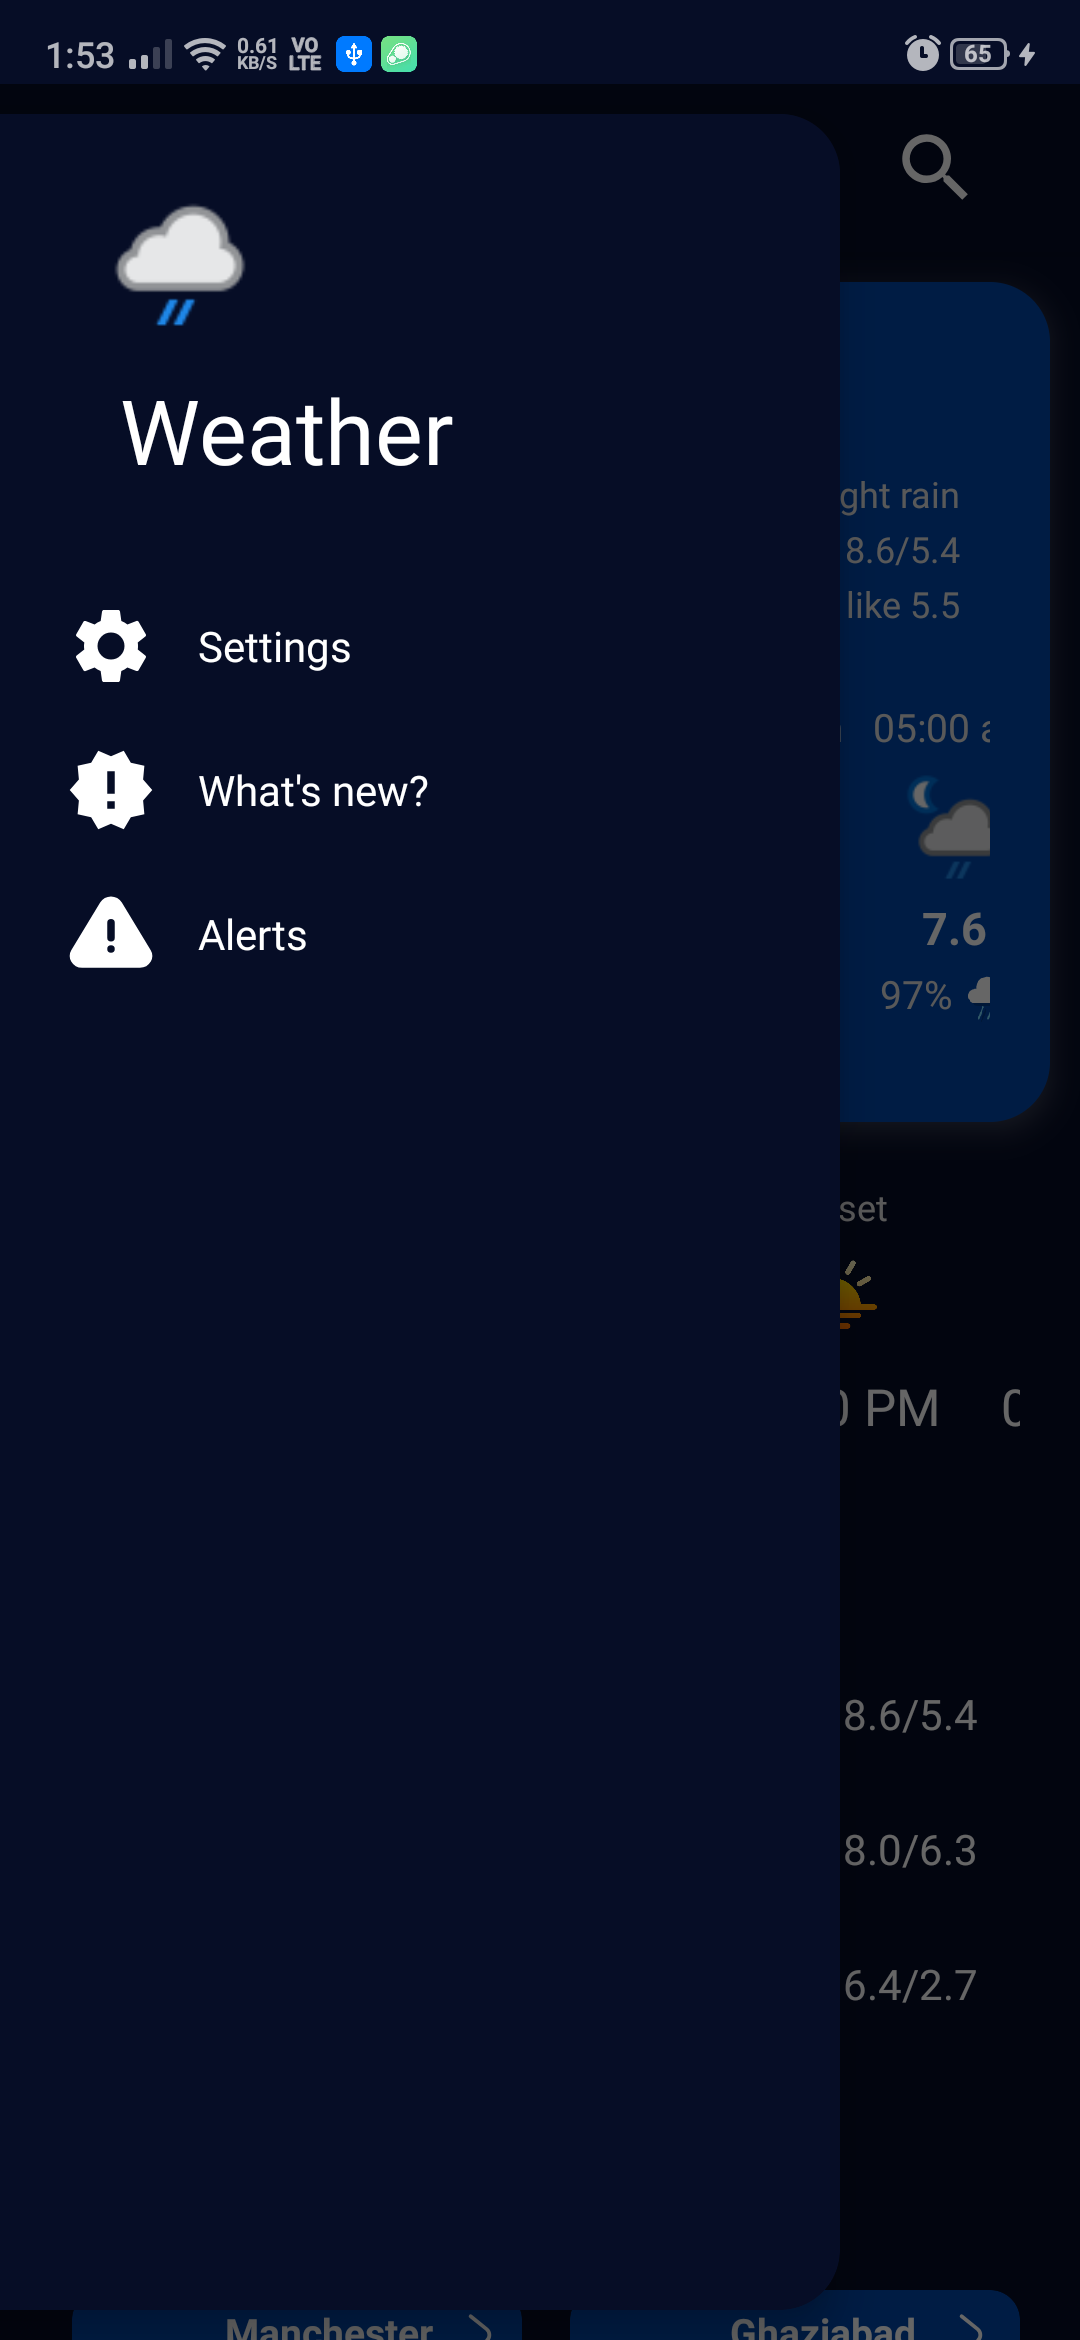 1:53 0.61 KB/S VO LTE 65
Weather
Settings
What's new?
Alerts
rain
8.6/5.4
like 5.5
05:00
7.6
97%
PM
8.6/5.4
8.0/6.3
6.4/2.7
Manchester
Ghaziabad